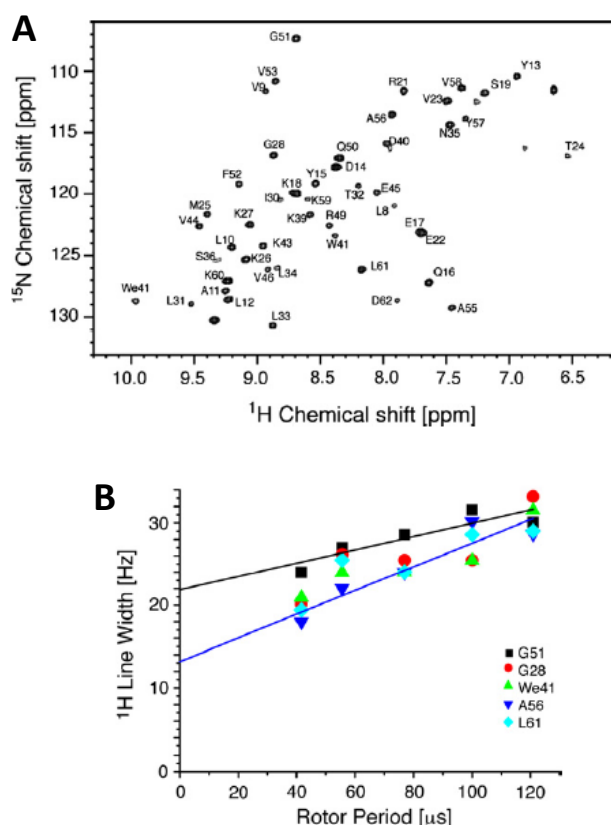 A
G51
V53
V9
110
R21
V58
S19
Y13
V23
A56
N35
Y57
115
G28
Q50
D40
T24
D14
F52
Y15
K18
T32
E45
120
M25
I30
K59
V44
K27
K39
R49
L8
E17
L10
K43
W41
E22
S36
K26
125
K60
V46
L34
L61
Q16
We41
A11
L31
L12
D62
A55
130
L33
10.0 9.5 9.0 8.5 8.0 7.5 7.0 6.5
¹H Chemical shift [ppm]
¹⁵N Chemical shift [ppm]
B
30
20
10
0
0 20 40 60 80 100 120
Rotor Period [μs]
¹H Line Width [Hz]
G51
G28
We41
A56
L61